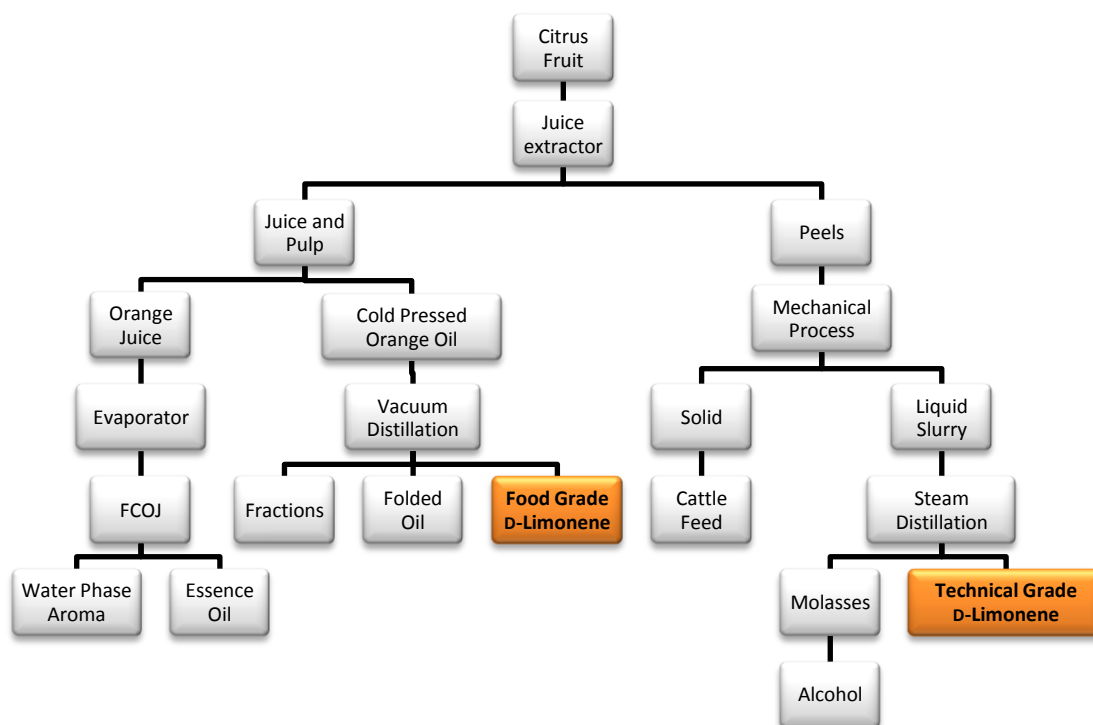 Citrus
Fruit
Juice
extractor
Juice and
Pulp
Peels
Orange
Juice
Cold Pressed
Orange Oil
Mechanical
Process
Evaporator
Vacuum
Distillation
Solid
Liquid
Slurry
FCOJ
Fractions
Folded
Oil
Food Grade
D-Limonene
Cattle
Feed
Steam
Distillation
Water Phase
Aroma
Essence
Oil
Molasses
Technical Grade
D-Limonene
Alcohol